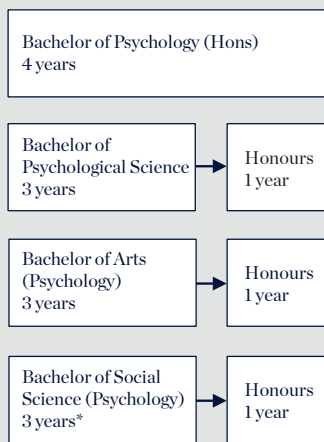 Bachelor of Psychology (Hons)
4 years
Bachelor of
Psychological Science
3 years
Honours
1 year
Bachelor of Arts
(Psychology)
3 years
Honours
1 year
Bachelor of Social
Science (Psychology)
3 years*
Honours
1 year